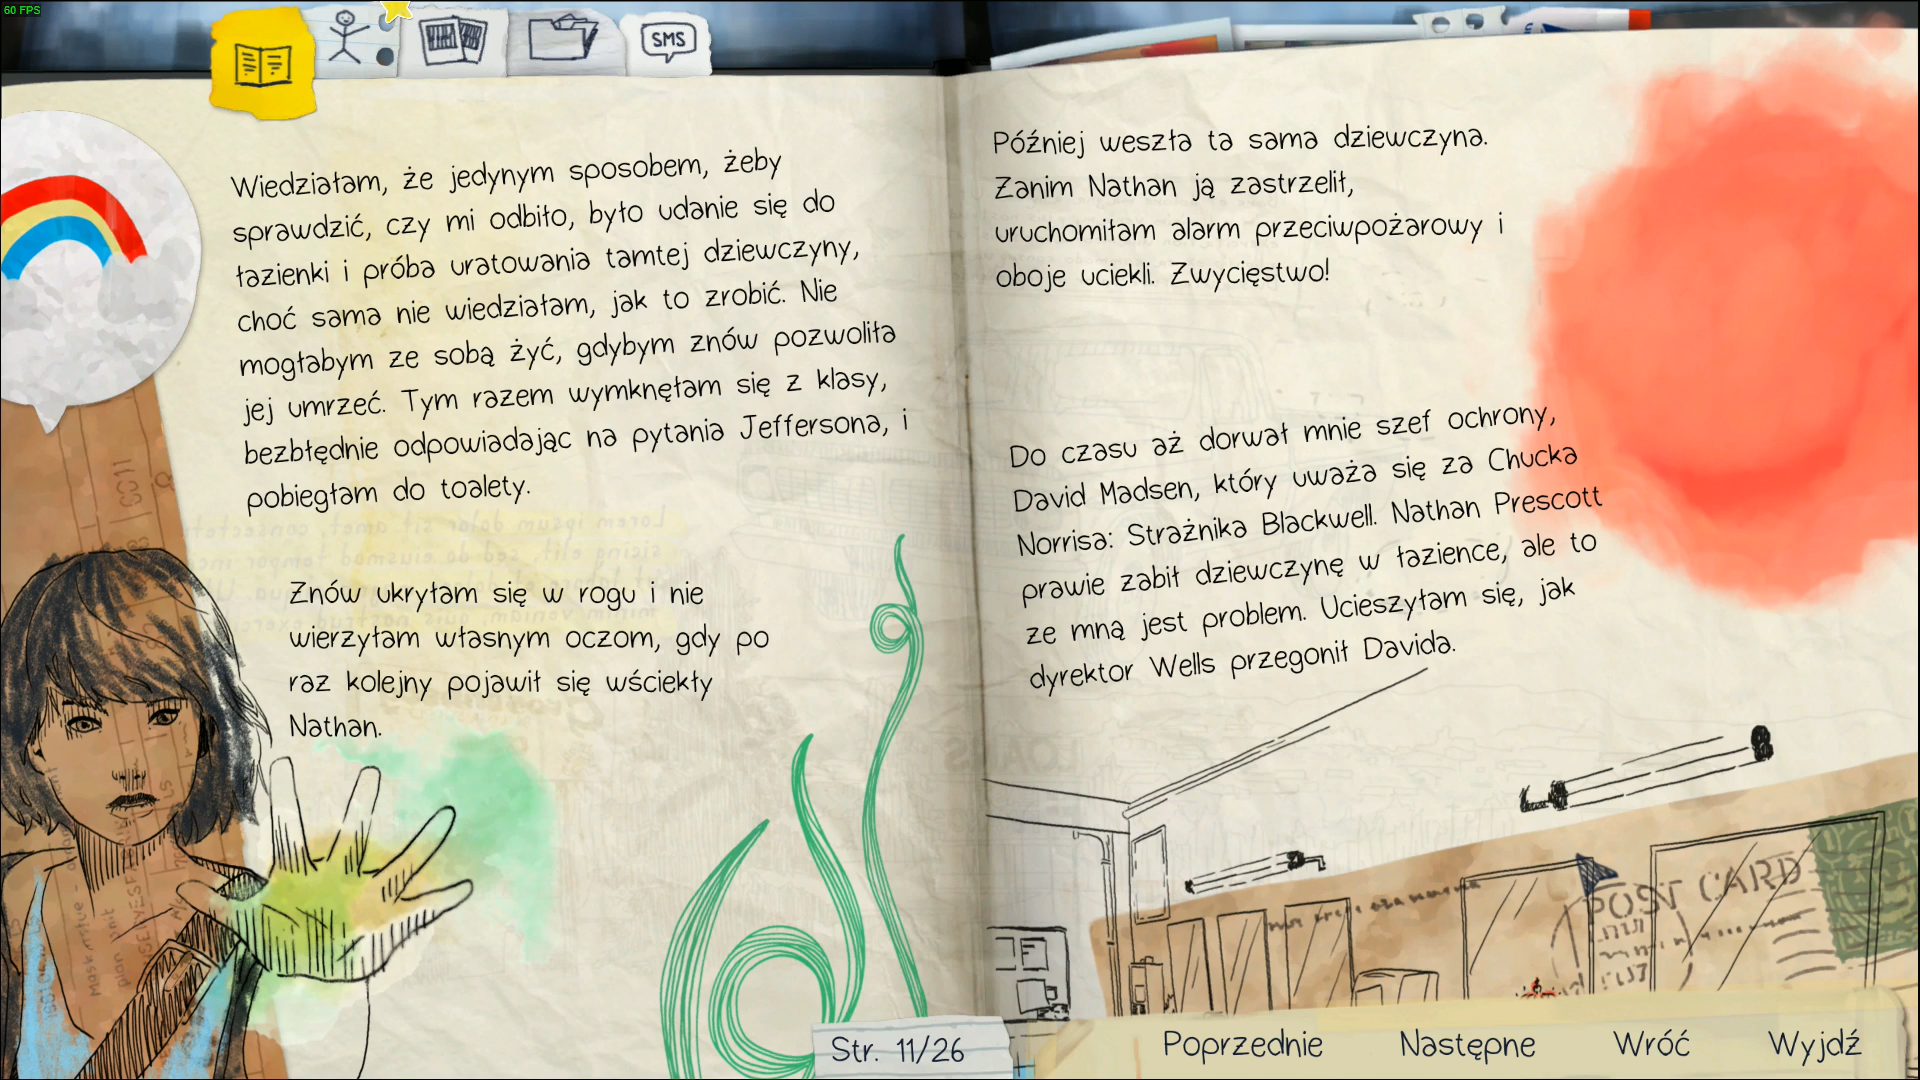 60 FPS
SMS
Wiedziałam, że jedynym sposobem, żeby
sprawdzić, czy mi odbiło, było udanie się do
łazienki i próba uratowania tamtej dziewczyny,
choć sama nie wiedziałam, jak to zrobić. Nie
mogłabym ze sobą żyć, gdybym znów pozwoliła
jej umrzeć. Tym razem wymknęłam się z klasy,
bezbłędnie odpowiadając na pytania Jeffersona, i
pobiegłam do toalety.
Znów ukryłam się w rogu i nie
wierzyłam własnym oczom, gdy po
raz kolejny pojawił się wściekły
Nathan.
Później weszła ta sama dziewczyna.
Zanim Nathan ją zastrzelił,
uruchomiłam alarm przeciwpożarowy i
oboje uciekli. Zwycięstwo!
Do czasu aż dorwał mnie szef ochrony,
David Madsen, który uważa się za Chucka
Norrisa: Strażnika Blackwell. Nathan Prescott
prawie zabił dziewczynę w łazience, ale to
ze mną jest problem. Ucieszyłam się, jak
dyrektor Wells przegonił Davida.
POST CARD
Str. 11/26
Poprzednie
Następne
Wróć
Wyjdź